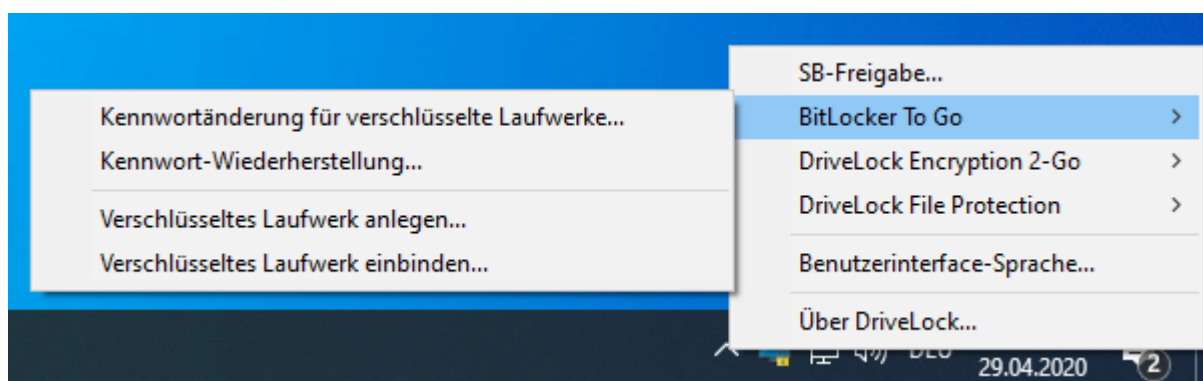 SB-Freigabe...
BitLocker To Go
DriveLock Encryption 2-Go
DriveLock File Protection
Benutzerinterface-Sprache...
Über DriveLock...
Kennwortänderung für verschlüsselte Laufwerke...
Kennwort-Wiederherstellung...
Verschlüsseltes Laufwerk anlegen...
Verschlüsseltes Laufwerk einbinden...
DEU
29.04.2020
2